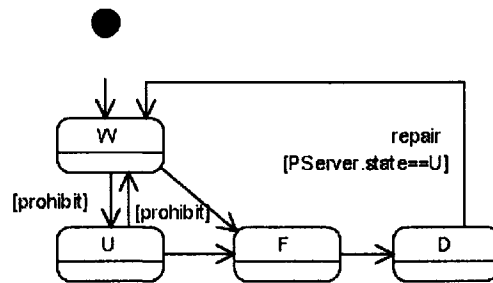 W
repair
[PServer.state==U]
[prohibit]
[prohibit]
U
F
D